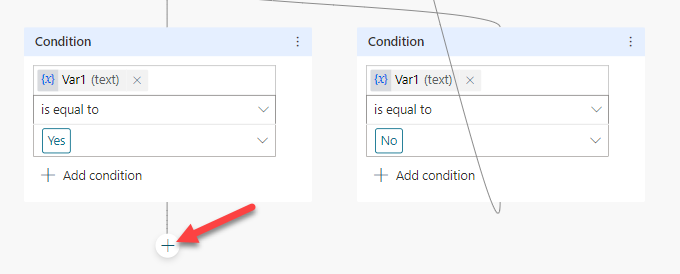 Condition
{x} Var1 (text) ×
is equal to
Yes
+ Add condition
Condition
{x} Var1 (text) ×
is equal to
No
+ Add condition